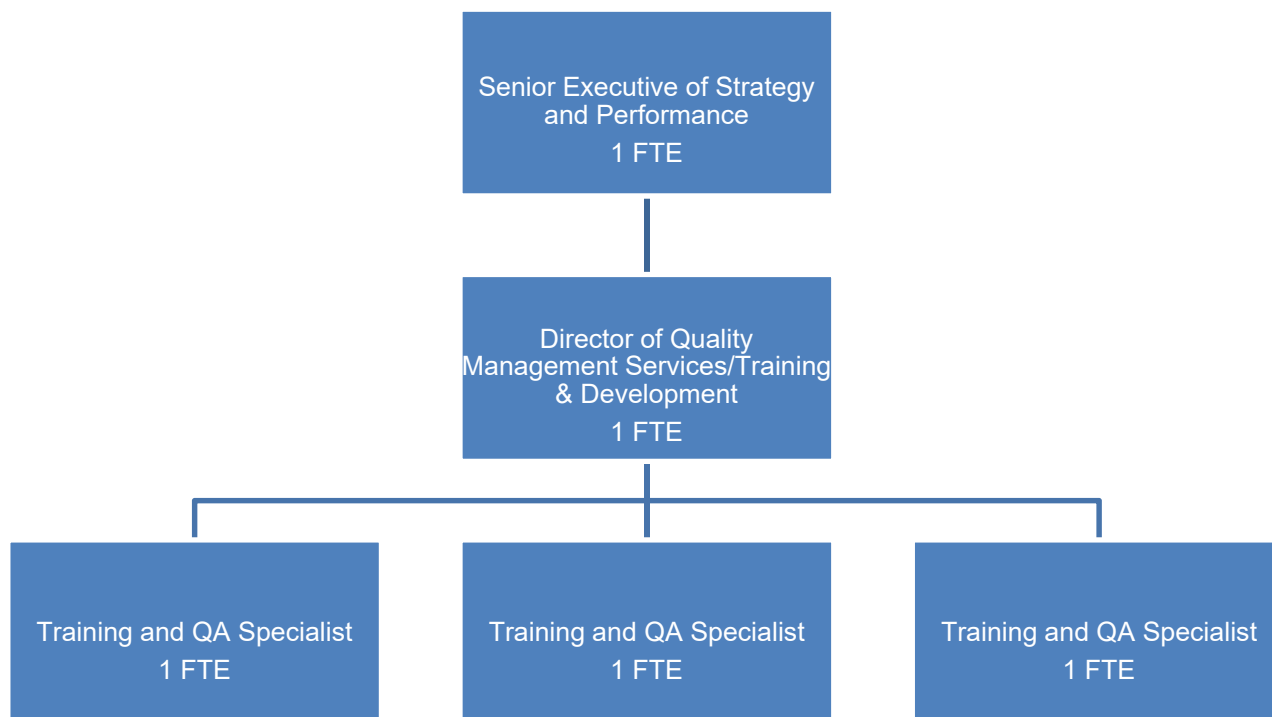 Senior Executive of Strategy
and Performance
1 FTE
Director of Quality
Management Services/Training
& Development
1 FTE
Training and QA Specialist
1 FTE
Training and QA Specialist
1 FTE
Training and QA Specialist
1 FTE